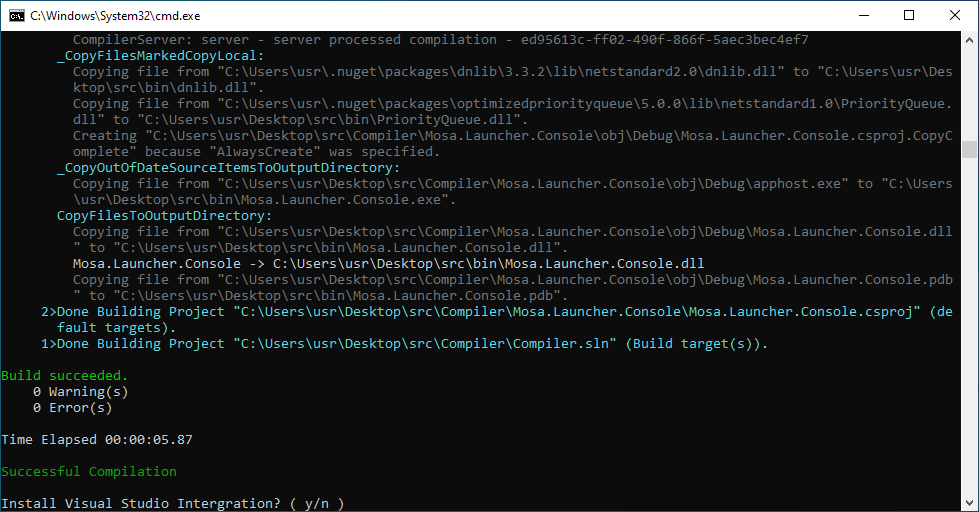 C:\Windows\System32\cmd.exe
CompilerServer: server - server processed compilation - ed95613c-ff02-490f-866f-5aec3bec4ef7
_CopyFilesMarkedCopyLocal:
Copying file from "C:\Users\usr\.nuget\packages\dnlib\3.3.2\lib\netstandard2.0\dnlib.dll" to "C:\Users\usr\Des
ktop\src\bin\dnlib.dll".
Copying file from "C:\Users\usr\.nuget\packages\optimizedpriorityqueue\5.0.0\lib\netstandard1.0\PriorityQueue.
dll" to "C:\Users\usr\Desktop\src\bin\PriorityQueue.dll".
Creating "C:\Users\usr\Desktop\src\Compiler\Mosa.Launcher.Console\obj\Debug\Mosa.Launcher.Console.csproj.CopyC
omplete" because "AlwaysCreate" was specified.
_CopyOutOfDateSourceItemsToOutputDirectory:
Copying file from "C:\Users\usr\Desktop\src\Compiler\Mosa.Launcher.Console\obj\Debug\apphost.exe" to "C:\Users
\usr\Desktop\src\bin\Mosa.Launcher.Console.exe".
CopyFilesToOutputDirectory:
Copying file from "C:\Users\usr\Desktop\src\Compiler\Mosa.Launcher.Console\obj\Debug\Mosa.Launcher.Console.dll
" to "C:\Users\usr\Desktop\src\bin\Mosa.Launcher.Console.dll".
Mosa.Launcher.Console -> C:\Users\usr\Desktop\src\bin\Mosa.Launcher.Console.dll
Copying file from "C:\Users\usr\Desktop\src\Compiler\Mosa.Launcher.Console\obj\Debug\Mosa.Launcher.Console.pdb
" to "C:\Users\usr\Desktop\src\bin\Mosa.Launcher.Console.pdb".
2>Done Building Project "C:\Users\usr\Desktop\src\Compiler\Mosa.Launcher.Console\Mosa.Launcher.Console.csproj" (de
fault targets).
1>Done Building Project "C:\Users\usr\Desktop\src\Compiler\Compiler.sln" (Build target(s)).
Build succeeded.
0 Warning(s)
0 Error(s)
Time Elapsed 00:00:05.87
Successful Compilation
Install Visual Studio Intergration? ( y/n )